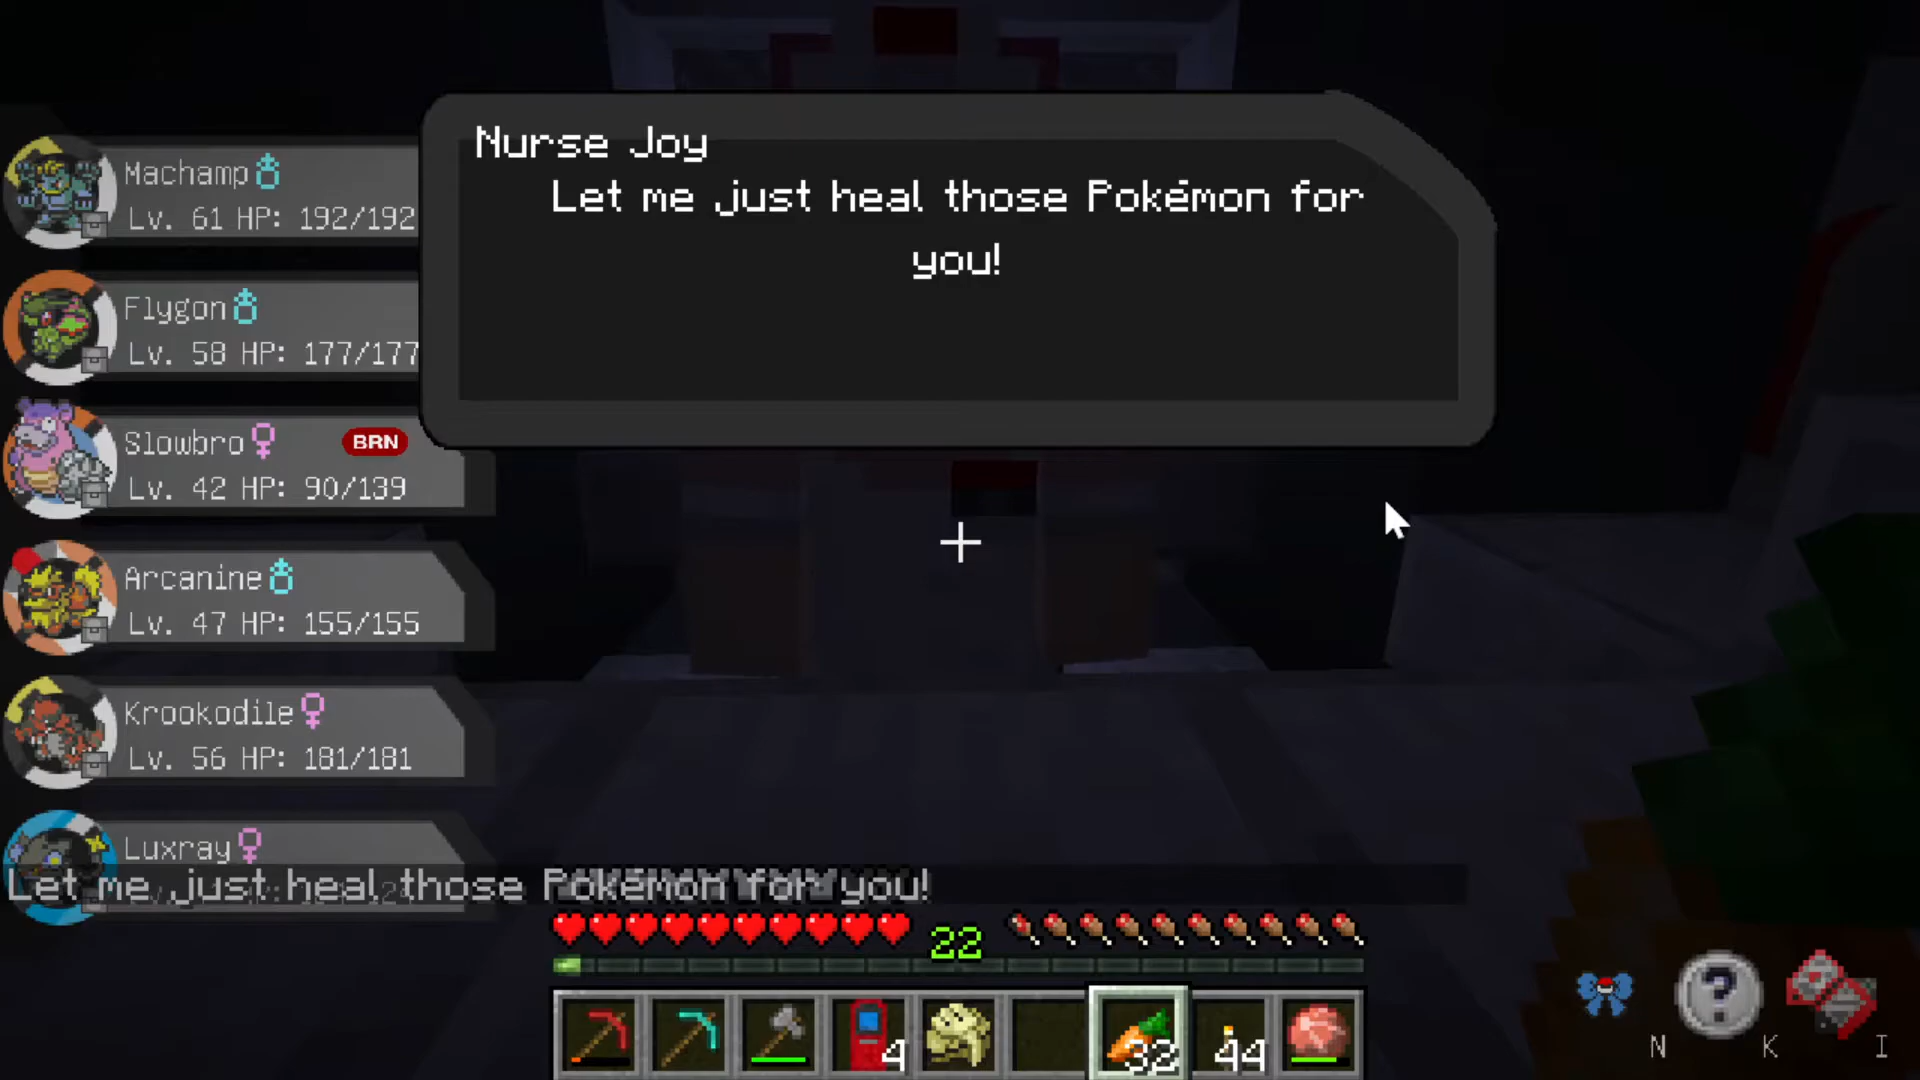 Nurse Joy
Let me just heal those Pokémon for
you!
Machamp
Lv. 61 HP: 192/192
Flygon
Lv. 58 HP: 177/177
Slowbro BRN
Lv. 42 HP: 90/139
Arcanine
Lv. 47 HP: 155/155
Krookodile
Lv. 56 HP: 181/181
Luxray
Let me just heal those Pokémon for you!
22
4
32
44
?
N
K
I